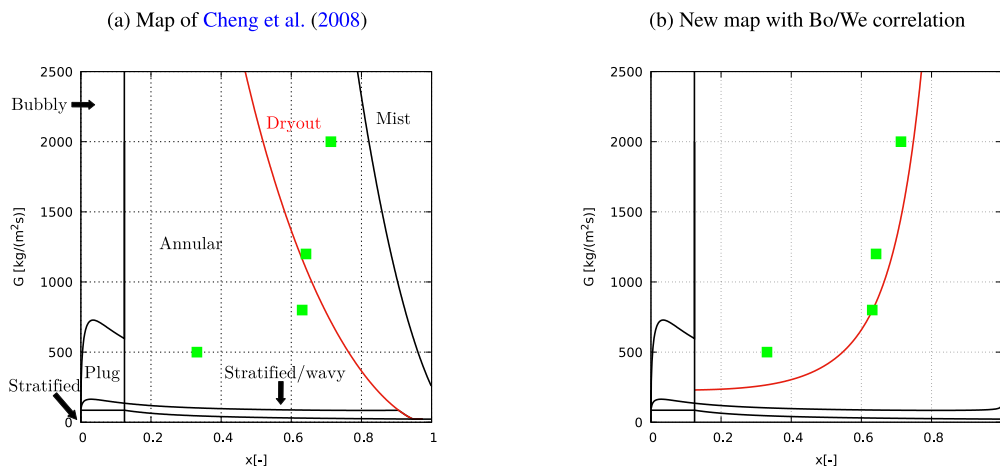 (a) Map of Cheng et al. (2008)
2500
2000
1500
1000
500
0
G [kg/(m²s)]
Bubbly
Dryout
Mist
Annular
Plug
Stratified
Stratified/wavy
0
0.2
0.4
0.6
0.8
1
x[-]
(b) New map with Bo/We correlation
2500
2000
1500
1000
500
0
G [kg/(m²s)]
0
0.2
0.4
0.6
0.8
x[-]